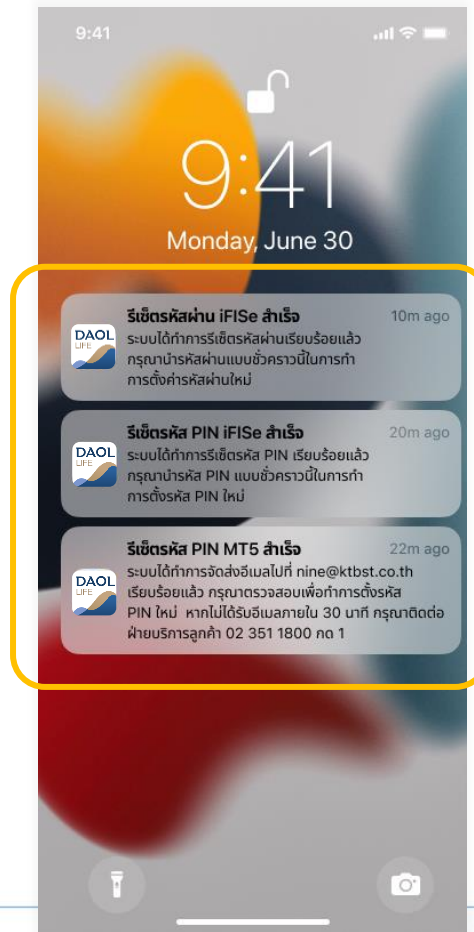 9:41
9:41
Monday, June 30
รีเซ็ตรหัสผ่าน iFISe สำเร็จ 10m ago
DAOL
LIFE
ระบบได้ทำการรีเซ็ตรหัสผ่านเรียบร้อยแล้ว
กรุณานำรหัสผ่านแบบชั่วคราวนี้ในการทำ
การตั้งค่ารหัสผ่านใหม่
รีเซ็ตรหัส PIN iFISe สำเร็จ 20m ago
DAOL
LIFE
ระบบได้ทำการรีเซ็ตรหัส PIN เรียบร้อยแล้ว
กรุณานำรหัส PIN แบบชั่วคราวนี้ในการทำ
การตั้งรหัส PIN ใหม่
รีเซ็ตรหัส PIN MT5 สำเร็จ 22m ago
DAOL
LIFE
ระบบได้ทำการจัดส่งอีเมลไปที่ nine@ktbst.co.th
เรียบร้อยแล้ว กรุณาตรวจสอบเพื่อทำการตั้งรหัส
PIN ใหม่ หากไม่ได้รับอีเมลภายใน 30 นาที กรุณาติดต่อ
ฝ่ายบริการลูกค้า 02 351 1800 กด 1